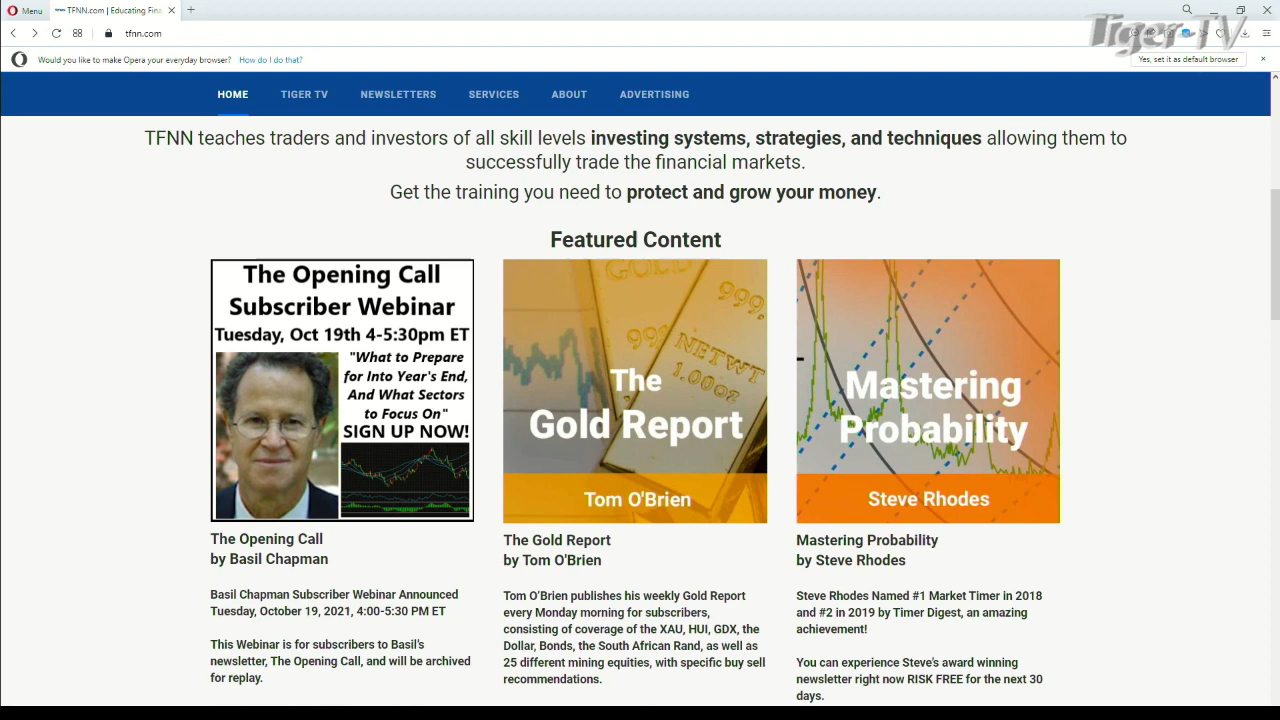 Menu
TFNN.com | Educating Fina
tfnn.com
Tiger-TV
Would you like to make Opera your everyday browser? How do I do that?
Yes, set it as default browser
HOME TIGER TV NEWSLETTERS SERVICES ABOUT ADVERTISING
TFNN teaches traders and investors of all skill levels investing systems, strategies, and techniques allowing them to
successfully trade the financial markets.
Get the training you need to protect and grow your money.
Featured Content
The Opening Call
Subscriber Webinar
Tuesday, Oct 19th 4-5:30pm ET
"What to Prepare
for Into Year's End,
And What Sectors
to Focus On"
SIGN UP NOW!
The Opening Call
by Basil Chapman
Basil Chapman Subscriber Webinar Announced
Tuesday, October 19, 2021, 4:00-5:30 PM ET
This Webinar is for subscribers to Basil's
newsletter, The Opening Call, and will be archived
for replay.
GOLD
999.
999
NETWT
1.00oz
The
Gold Report
Tom O'Brien
The Gold Report
by Tom O'Brien
Tom O'Brien publishes his weekly Gold Report
every Monday morning for subscribers,
consisting of coverage of the XAU, HUI, GDX, the
Dollar, Bonds, the South African Rand, as well as
25 different mining equities, with specific buy sell
recommendations.
Mastering
Probability
Steve Rhodes
Mastering Probability
by Steve Rhodes
Steve Rhodes Named #1 Market Timer in 2018
and #2 in 2019 by Timer Digest, an amazing
achievement!
You can experience Steve's award winning
newsletter right now RISK FREE for the next 30
days.